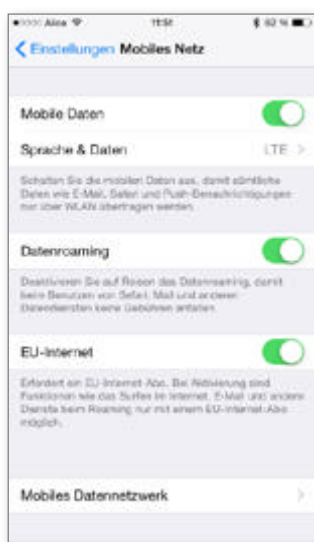 Alice 11:51 62 %
Einstellungen Mobiles Netz
Mobile Daten
Sprache & Daten LTE
Schalten Sie die mobilen Daten aus, damit sämtliche
Daten wie E-Mail, Surfen und Push-Benachrichtigungen
nur über WLAN übertragen werden.
Datenroaming
Deaktivieren Sie auf Reisen das Datenroaming, damit
beim Benutzen von Safari, Mail und anderen
Datendiensten keine Gebühren anfallen.
EU-Internet
Erfordert ein EU-Internet-Abo. Bei Aktivierung sind
Funktionen wie das Surfen im Internet, E-Mail und andere
Dienste beim Roaming nur mit einem EU-Internet-Abo
möglich.
Mobiles Datennetzwerk